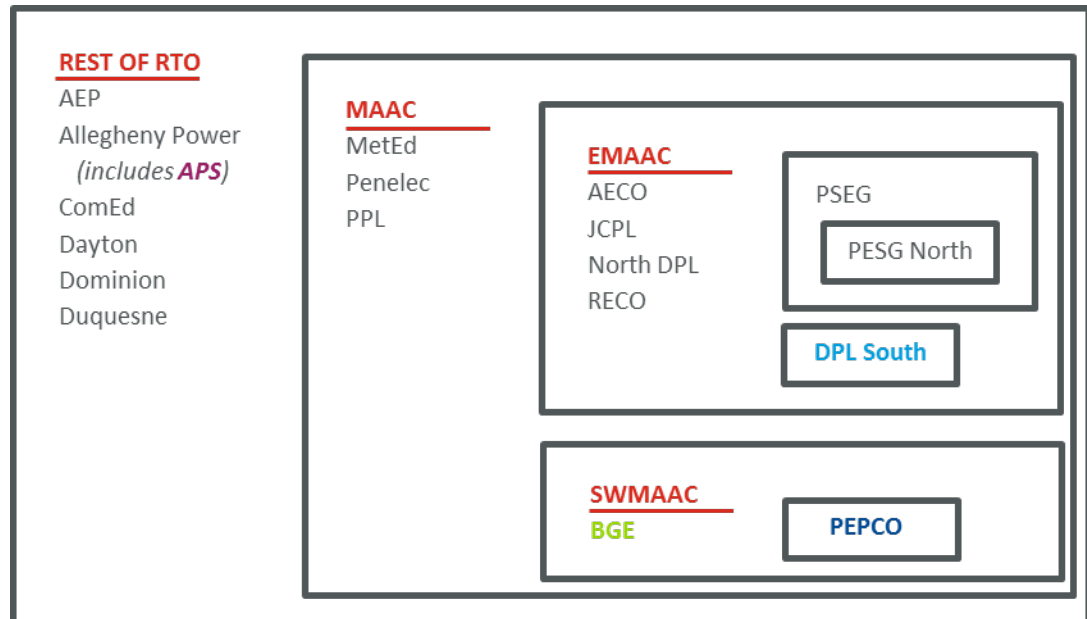 REST OF RTO
AEP
Allegheny Power
(includes APS)
ComEd
Dayton
Dominion
Duquesne
MAAC
MetEd
Penelec
PPL
EMAAC
AECO
JCPL
North DPL
RECO
PSEG
PESG North
DPL South
SWMAAC
BGE
PEPCO